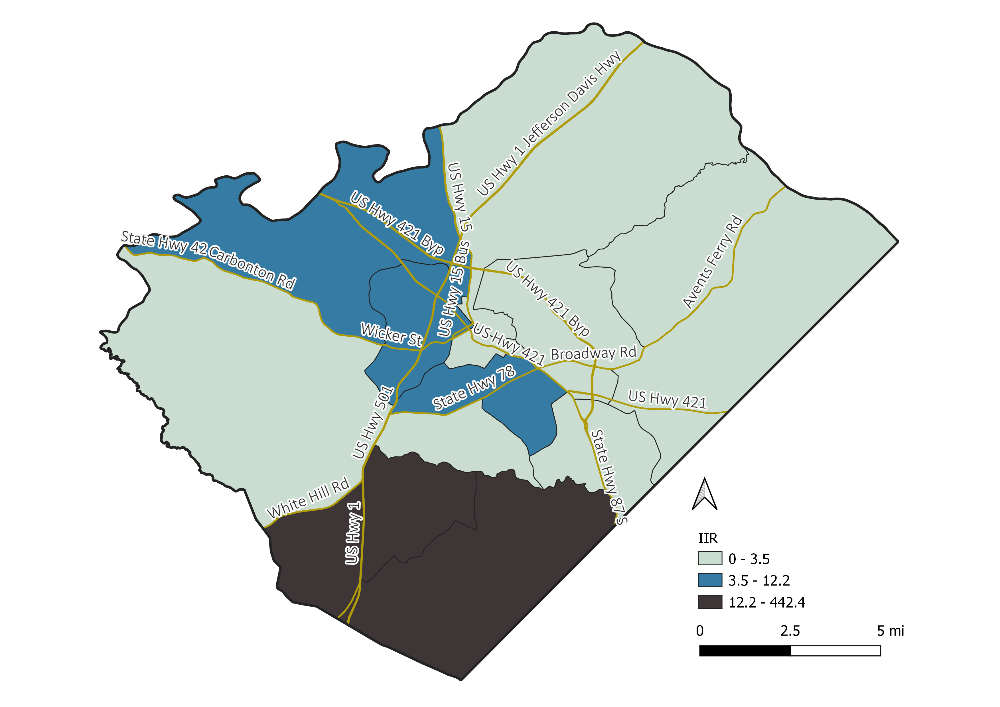 US Hwy 1 Jefferson Davis Hwy
US Hwy 15
US Hwy 421 Byp
State Hwy 42
Carbonton Rd
US Hwy 15 Bus
Avents Ferry Rd
US Hwy 421 Byp
Wicker St
US Hwy 421
Broadway Rd
State Hwy 78
US Hwy 501
US Hwy 421
State Hwy 87
S
White Hill Rd
US Hwy 1
IIR
0 - 3.5
3.5 - 12.2
12.2 - 442.4
0 2.5 5 mi